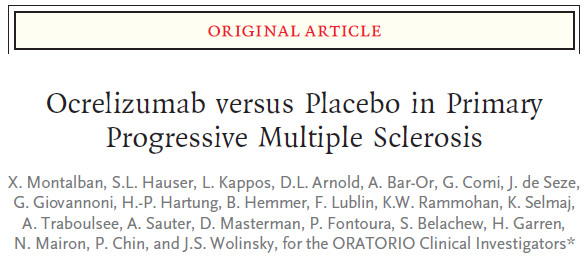 ORIGINAL ARTICLE
Ocrelizumab versus Placebo in Primary
Progressive Multiple Sclerosis
X. Montalban, S.L. Hauser, L. Kappos, D.L. Arnold, A. Bar-Or, G. Comi, J. de Seze,
G. Giovannoni, H.-P. Hartung, B. Hemmer, F. Lublin, K.W. Rammohan, K. Selmaj,
A. Traboulsee, A. Sauter, D. Masterman, P. Fontoura, S. Belachew, H. Garren,
N. Mairon, P. Chin, and J.S. Wolinsky, for the ORATORIO Clinical Investigators*